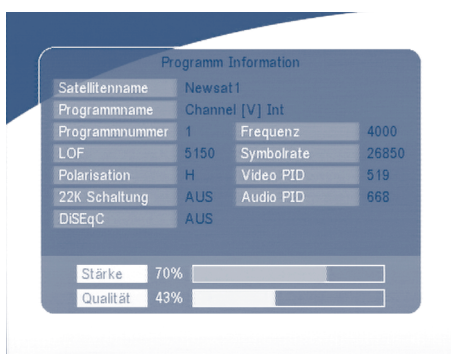 Programm Information
Satellitenname Newsat1
Programmname Channel [V] Int
Programmnummer 1 Frequenz 4000
LOF 5150 Symbolrate 26850
Polarisation H Video PID 519
22K Schaltung AUS Audio PID 668
DiSEqC AUS
Stärke 70%
Qualität 43%